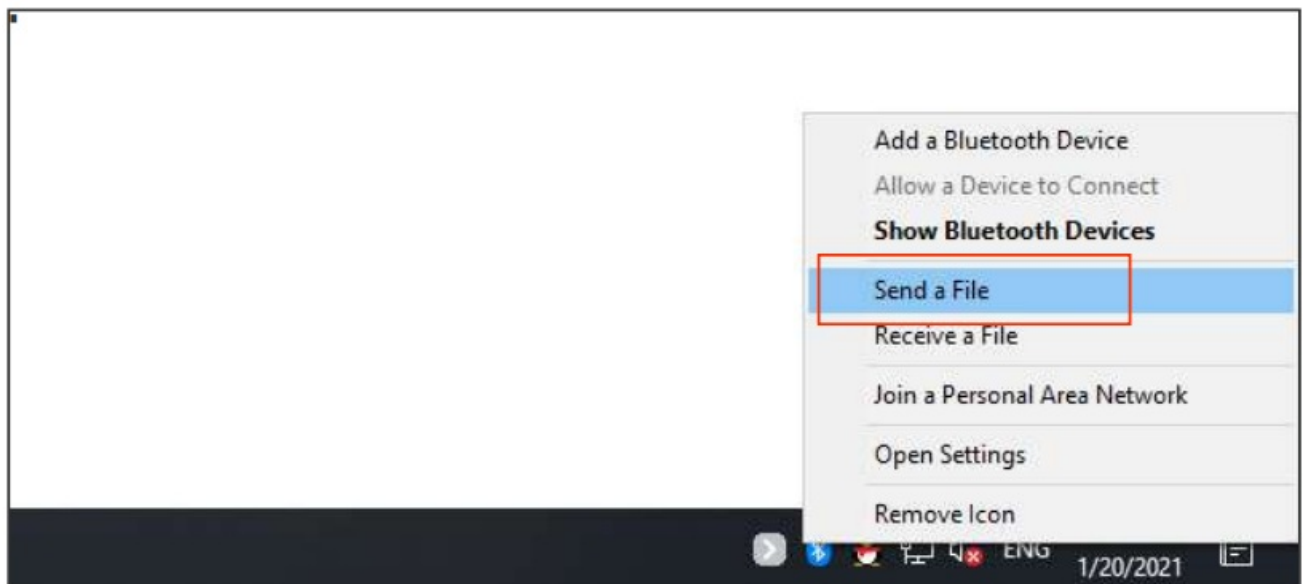 Add a Bluetooth Device
Allow a Device to Connect
Show Bluetooth Devices
Send a File
Receive a File
Join a Personal Area Network
Open Settings
Remove Icon
ENG
1/20/2021